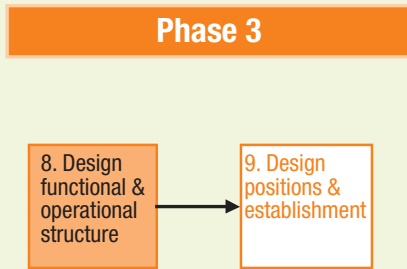 Phase 3
8. Design
functional &
operational
structure
9. Design
positions &
establishment